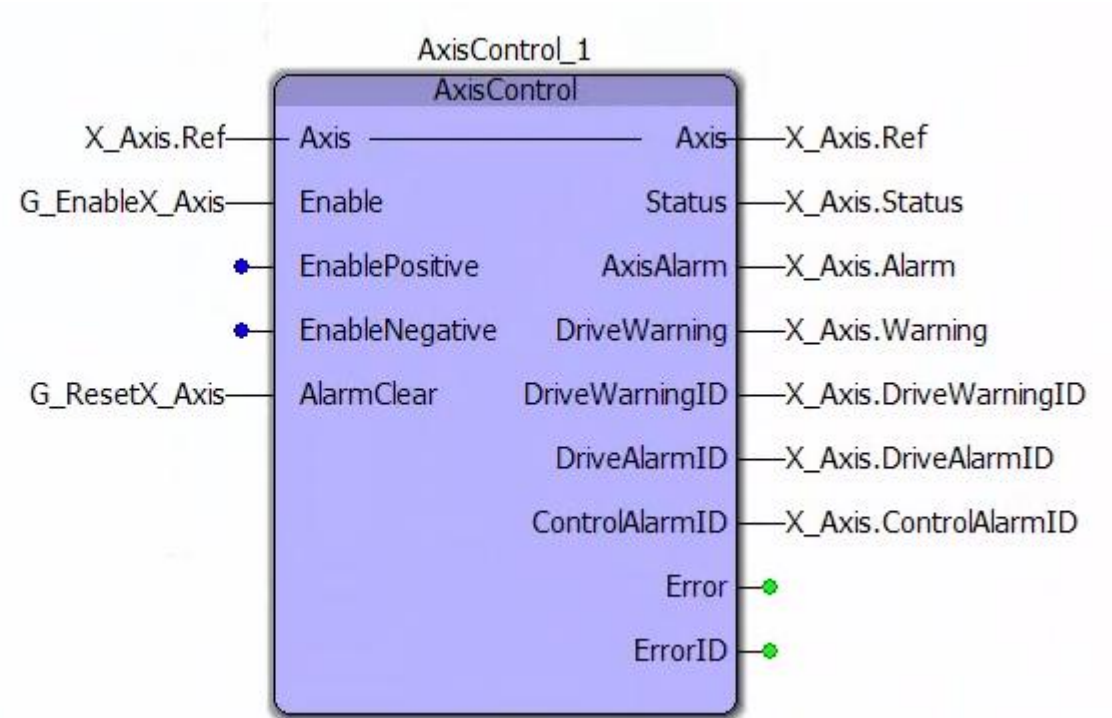 AxisControl_1
AxisControl
X_Axis.Ref Axis Axis X_Axis.Ref
G_EnableX_Axis Enable Status X_Axis.Status
EnablePositive AxisAlarm X_Axis.Alarm
EnableNegative DriveWarning X_Axis.Warning
G_ResetX_Axis AlarmClear DriveWarningID X_Axis.DriveWarningID
DriveAlarmID X_Axis.DriveAlarmID
ControlAlarmID X_Axis.ControlAlarmID
Error
ErrorID